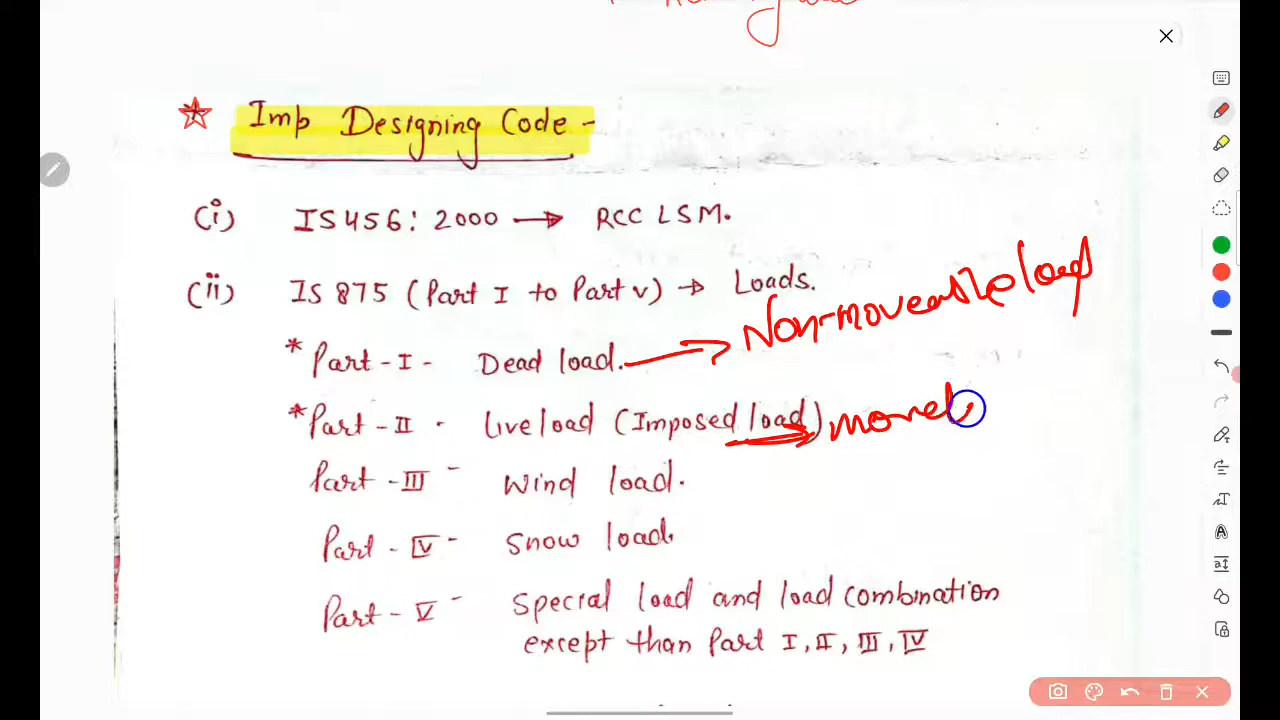 Imp Designing Code -
(i) IS456: 2000 → RCC LSM.
(ii) IS 875 (Part I to Part V) → Loads.
Non-moveable load
* Part - I - Dead load. →
* Part - II - Live load (Imposed load) →
Part - III - Wind load.
Part - IV - Snow load.
Part - V - Special load and load combination
except than Part I, II, III, IV